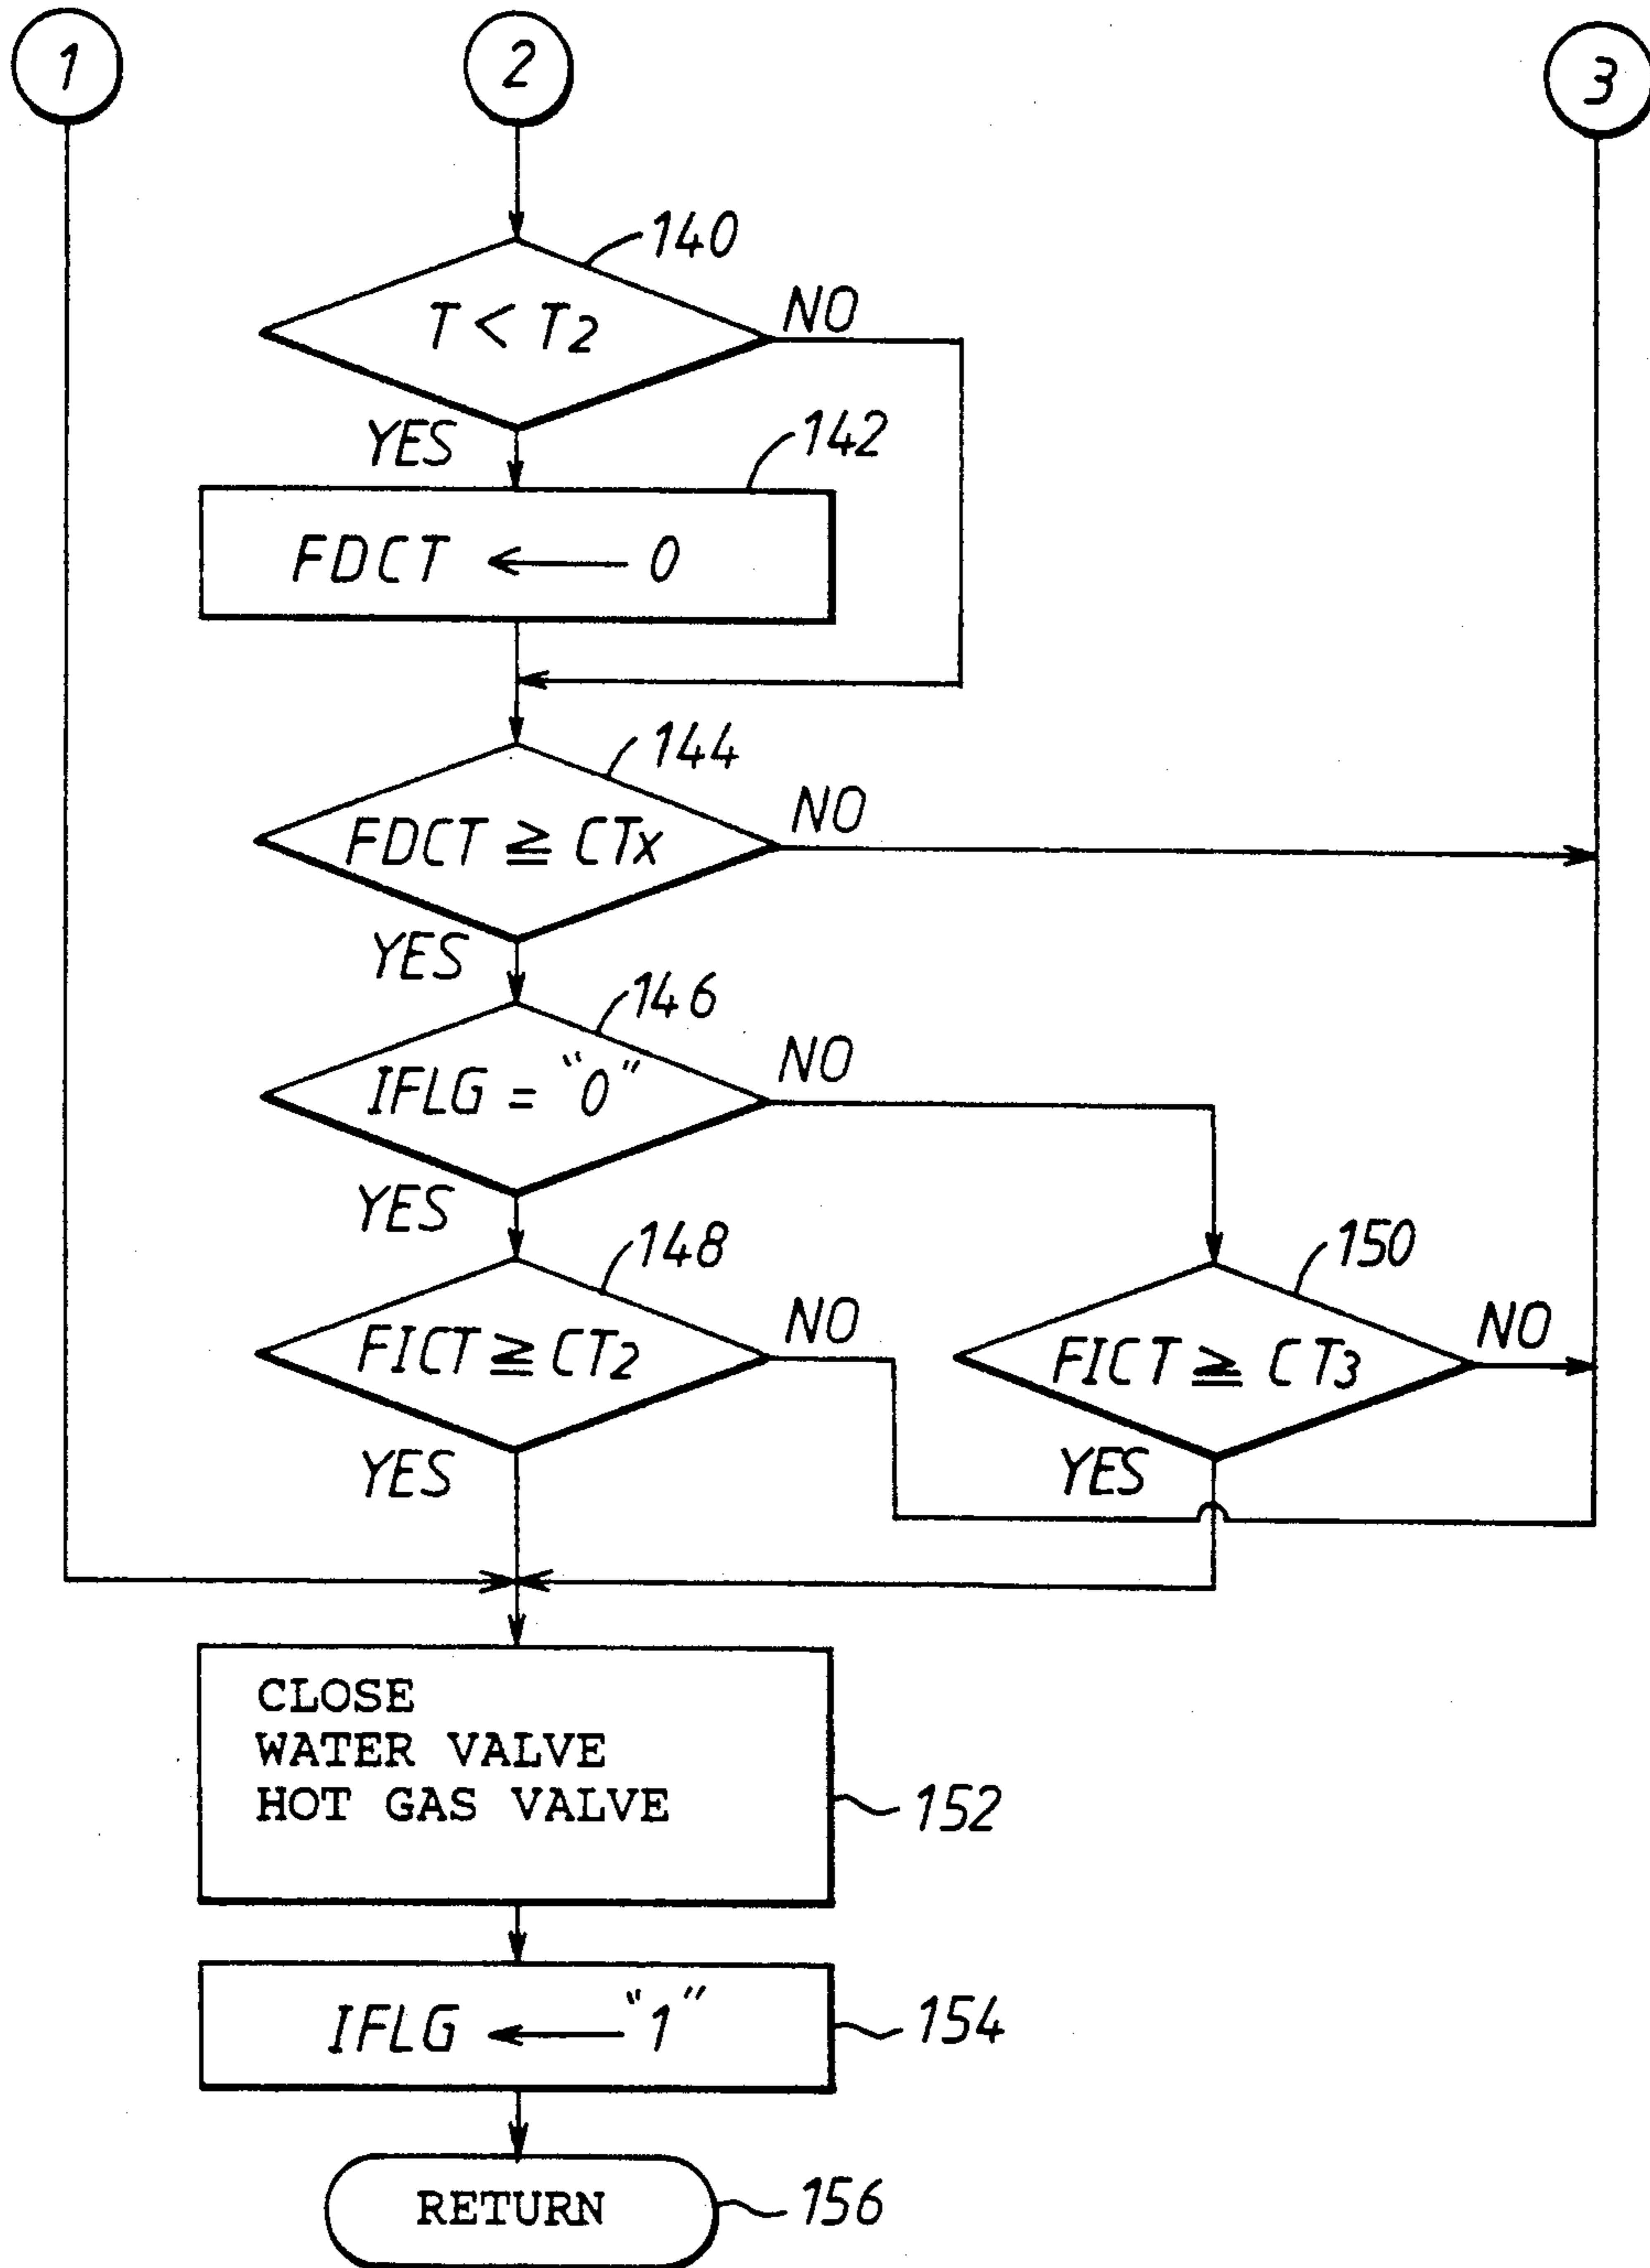 1
2
3
140
T < T2
NO
YES
142
FDCT ← 0
144
FDCT ≧ CTx
NO
YES
146
IFLG = "0"
NO
YES
148
FICT ≧ CT2
NO
YES
150
FICT ≧ CT3
NO
YES
CLOSE
WATER VALVE
HOT GAS VALVE
152
IFLG ← "1"
154
RETURN
156